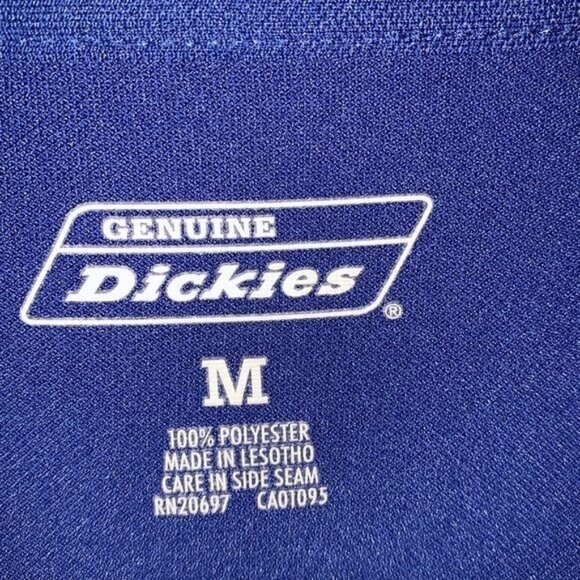 GENUINE
Dickies®
M
100% POLYESTER
MADE IN LESOTHO
CARE IN SIDE SEAM
RN20697 CA01095